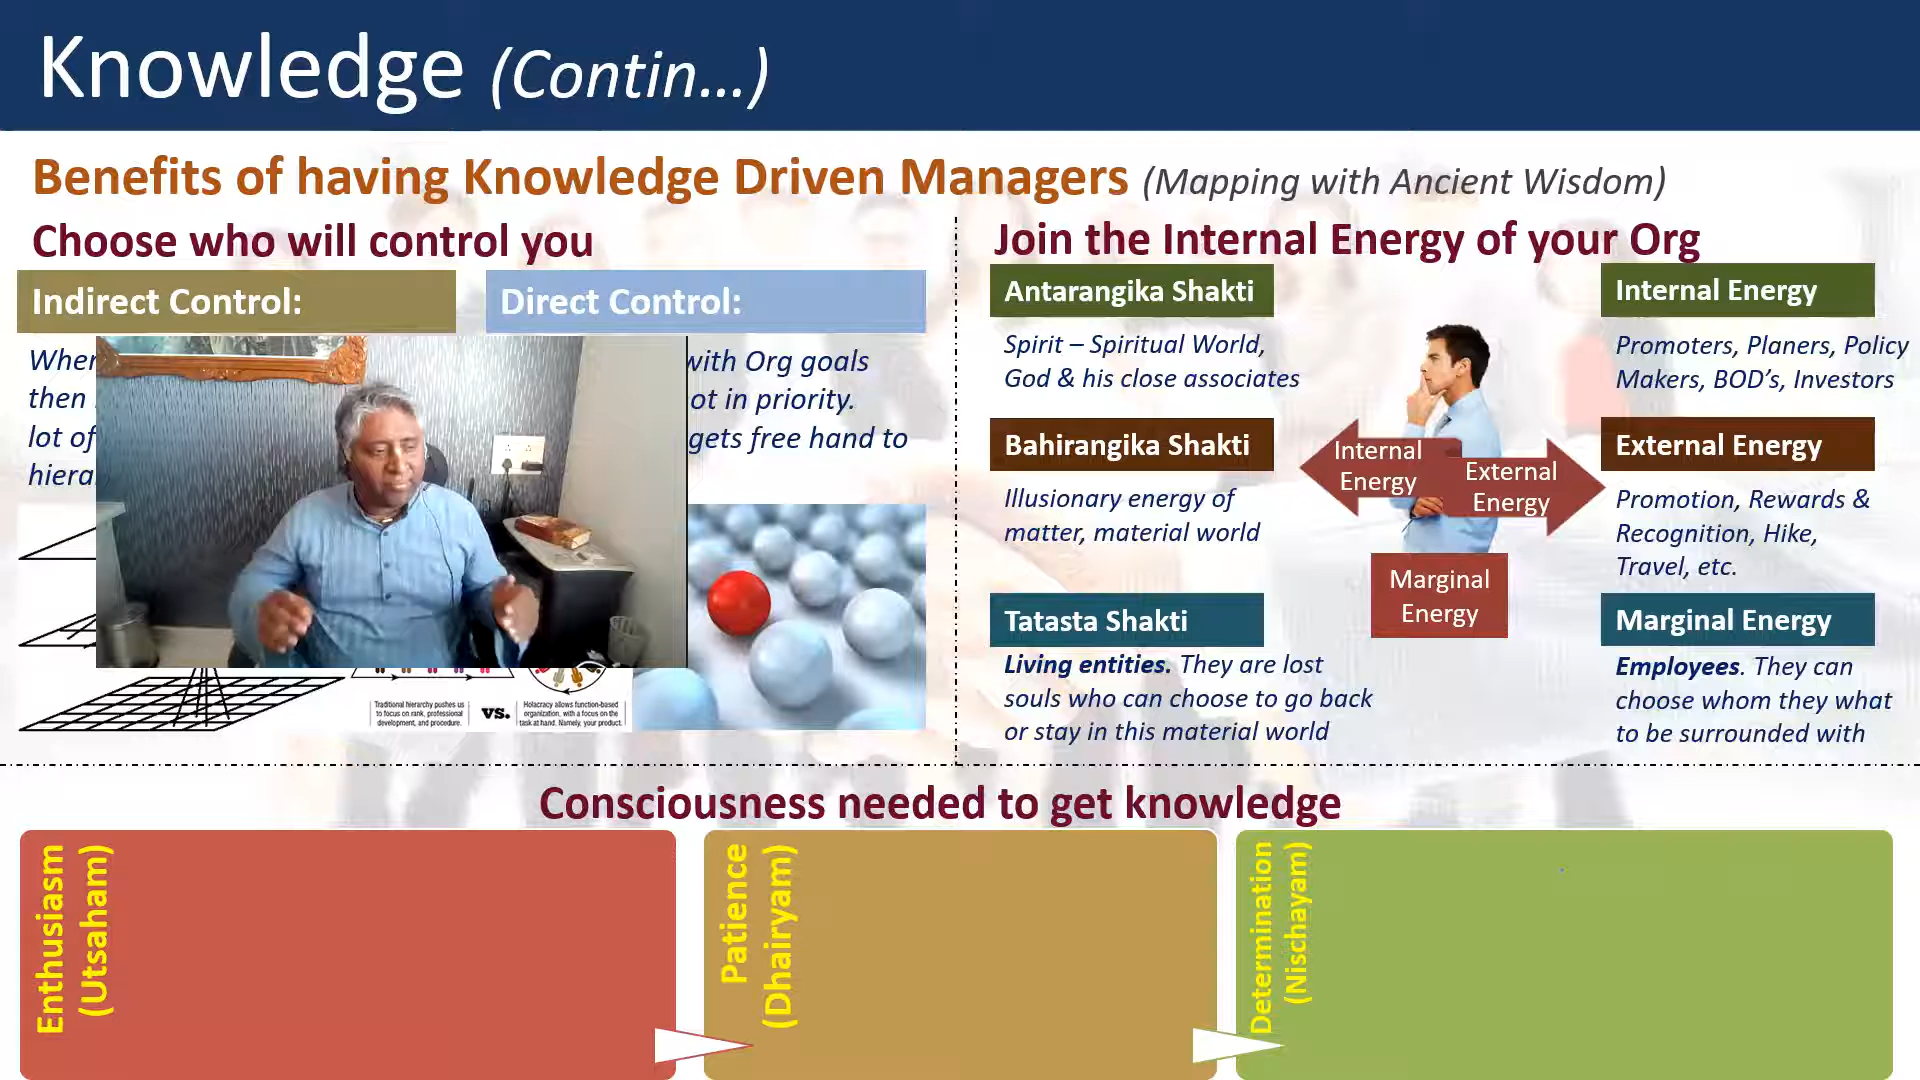 Knowledge (Contin...)
Benefits of having Knowledge Driven Managers (Mapping with Ancient Wisdom)
Choose who will control you
Indirect Control:
Direct Control:
then
lot of
with Org goals
in priority.
gets free hand to
Traditional hierarchy pushes us
to focus on rank, professional
development, and procedure.
vs.
Holacracy allows function-based
organization, with a focus on the
task at hand. Namely, your product.
Join the Internal Energy of your Org
Antarangika Shakti
Spirit – Spiritual World,
God & his close associates
Bahirangika Shakti
Illusionary energy of
matter, material world
Tatasta Shakti
Living entities. They are lost
souls who can choose to go back
or stay in this material world
Internal
Energy
External
Energy
Marginal
Energy
Internal Energy
Promoters, Planers, Policy
Makers, BOD's, Investors
External Energy
Promotion, Rewards &
Recognition, Hike,
Travel, etc.
Marginal Energy
Employees. They can
choose whom they what
to be surrounded with
Consciousness needed to get knowledge
Enthusiasm
(Utsaham)
Patience
(Dhairyam)
Determination
(Nischayam)